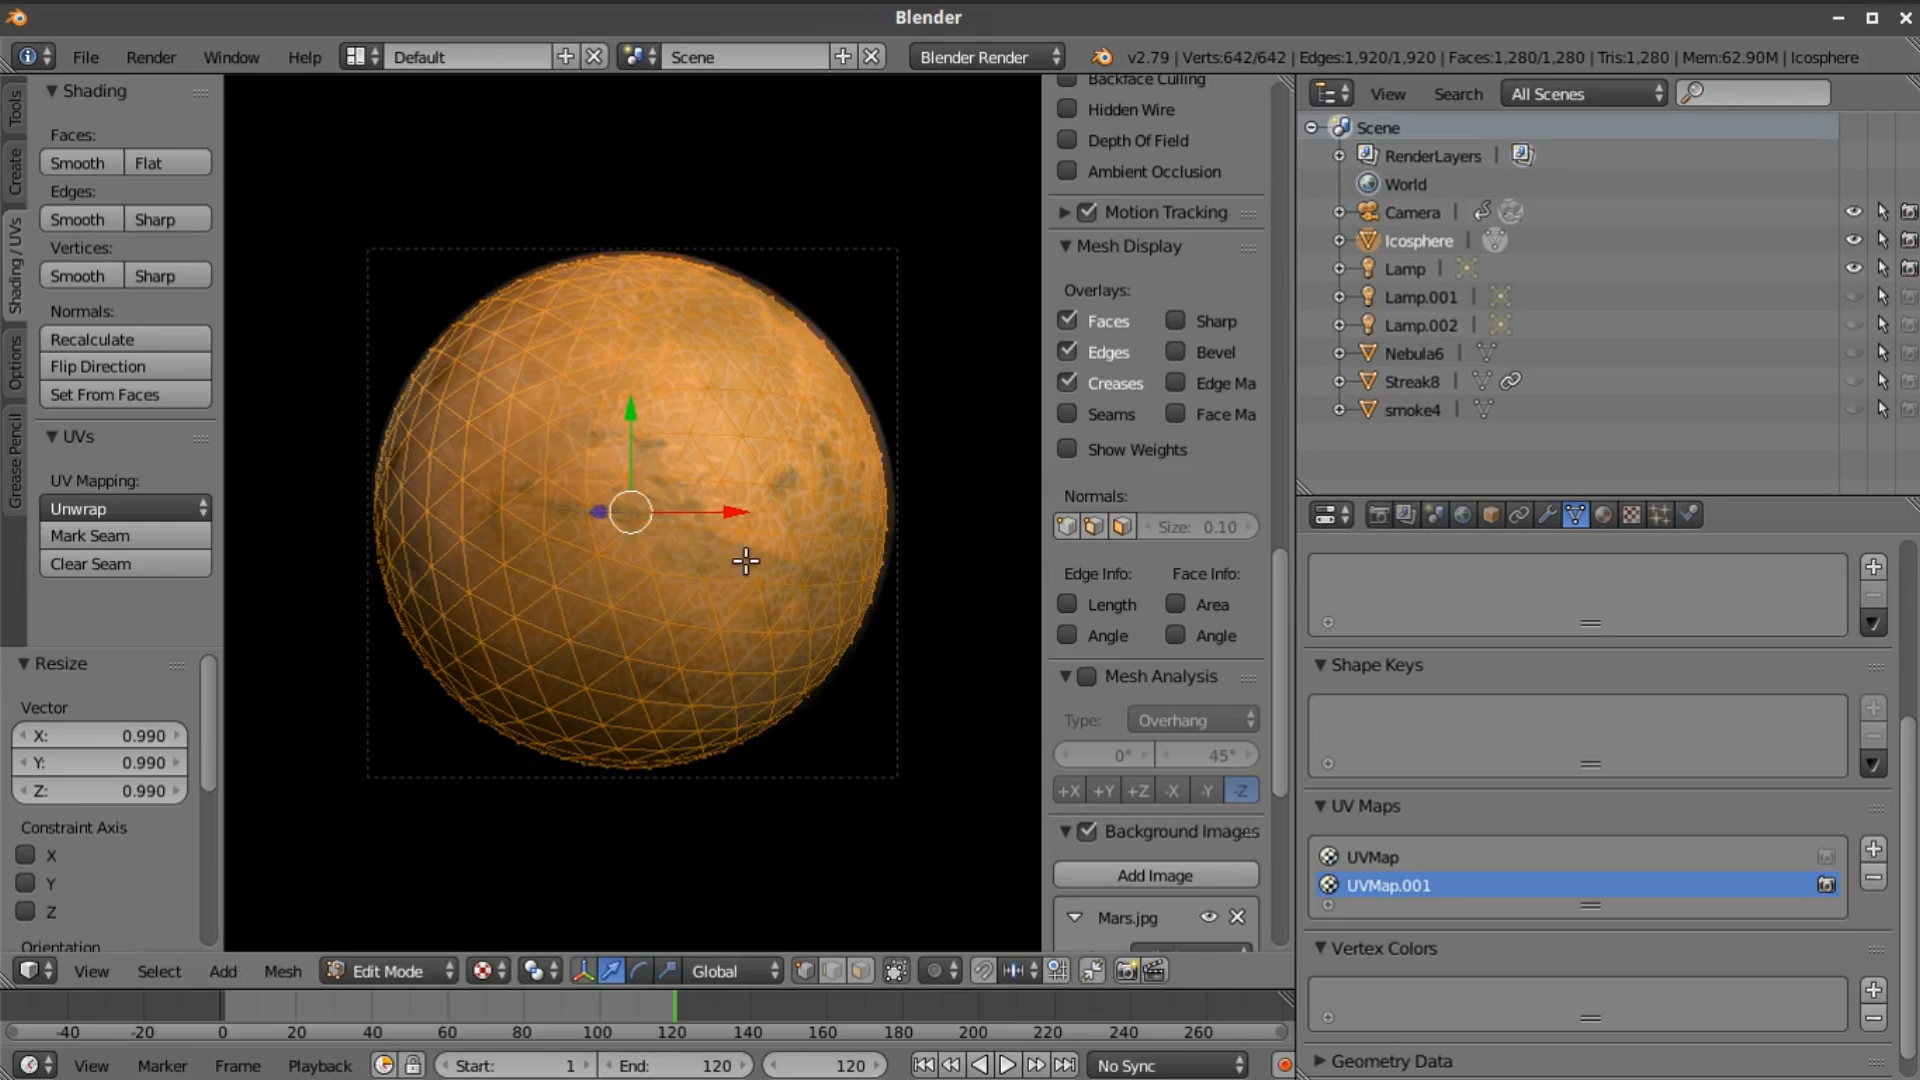 Blender
File Render Window Help Default Scene Blender Render v2.79 | Verts:642/642 | Edges:1,920/1,920 | Faces:1,280/1,280 | Tris:1,280 | Mem:62.90M | Icosphere
Tools
Create
Shading / UVs
Options
Grease Pencil
Shading
Faces:
Smooth Flat
Edges:
Smooth Sharp
Vertices:
Smooth Sharp
Normals:
Recalculate
Flip Direction
Set From Faces
UVs
UV Mapping:
Unwrap
Mark Seam
Clear Seam
Resize
Vector
X: 0.990
Y: 0.990
Z: 0.990
Constraint Axis
X
Y
Z
Orientation
Backface Culling
Hidden Wire
Depth Of Field
Ambient Occlusion
Motion Tracking
Mesh Display
Overlays:
Faces Sharp
Edges Bevel
Creases Edge Ma
Seams Face Ma
Show Weights
Normals:
Size: 0.10
Edge Info: Face Info:
Length Area
Angle Angle
Mesh Analysis
Type: Overhang
0° 45°
+X +Y +Z -X -Y -Z
Background Images
Add Image
Mars.jpg
View Search All Scenes
Scene
RenderLayers |
World
Camera |
Icosphere |
Lamp |
Lamp.001 |
Lamp.002 |
Nebula6 |
Streak8 |
smoke4 |
Shape Keys
UV Maps
UVMap
UVMap.001
Vertex Colors
Geometry Data
View Select Add Mesh Edit Mode Global
-40 -20 0 20 40 60 80 100 120 140 160 180 200 220 240 260
View Marker Frame Playback Start: 1 End: 120 120 No Sync